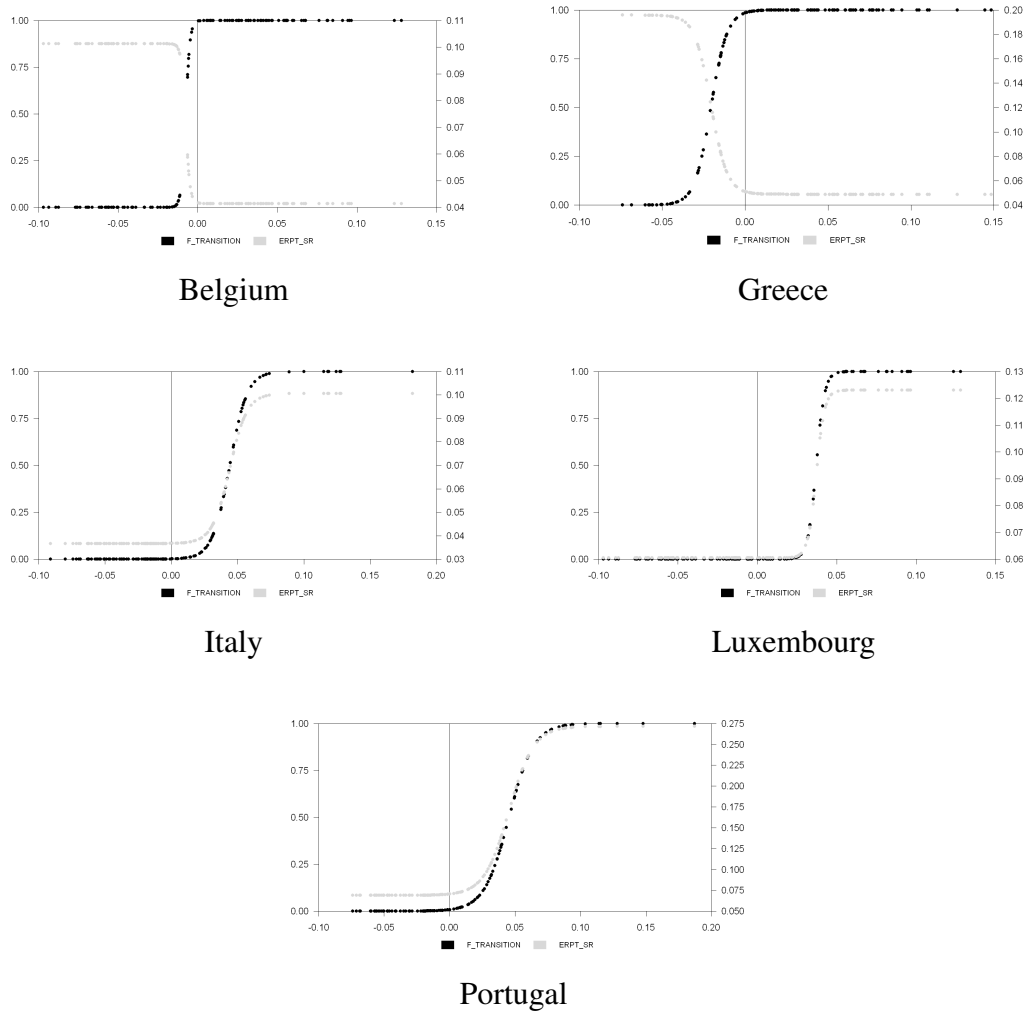 1.00 0.11 1.00 0.20
0.10 0.18
0.75 0.09 0.75 0.16
0.08 0.14
0.50 0.07 0.50 0.12
0.06 0.10
0.25 0.25 0.08
0.05 0.06
0.00 0.04 0.00 0.04
-0.10 -0.05 0.00 0.05 0.10 0.15 -0.10 -0.05 0.00 0.05 0.10 0.15
F_TRANSITION ERPT_SR F_TRANSITION ERPT_SR
Belgium Greece
1.00 0.11 1.00 0.13
0.10 0.12
0.75 0.09 0.75 0.11
0.08
0.50 0.07 0.50 0.10
0.06 0.09
0.25 0.05 0.25 0.08
0.04 0.07
0.00 0.03 0.00 0.06
-0.10 -0.05 0.00 0.05 0.10 0.15 0.20 -0.10 -0.05 0.00 0.05 0.10 0.15
F_TRANSITION ERPT_SR F_TRANSITION ERPT_SR
Italy Luxembourg
1.00 0.275
0.250
0.75 0.225
0.200
0.50 0.175
0.150
0.125
0.25 0.100
0.075
0.00 0.050
-0.10 -0.05 0.00 0.05 0.10 0.15 0.20
F_TRANSITION ERPT_SR
Portugal